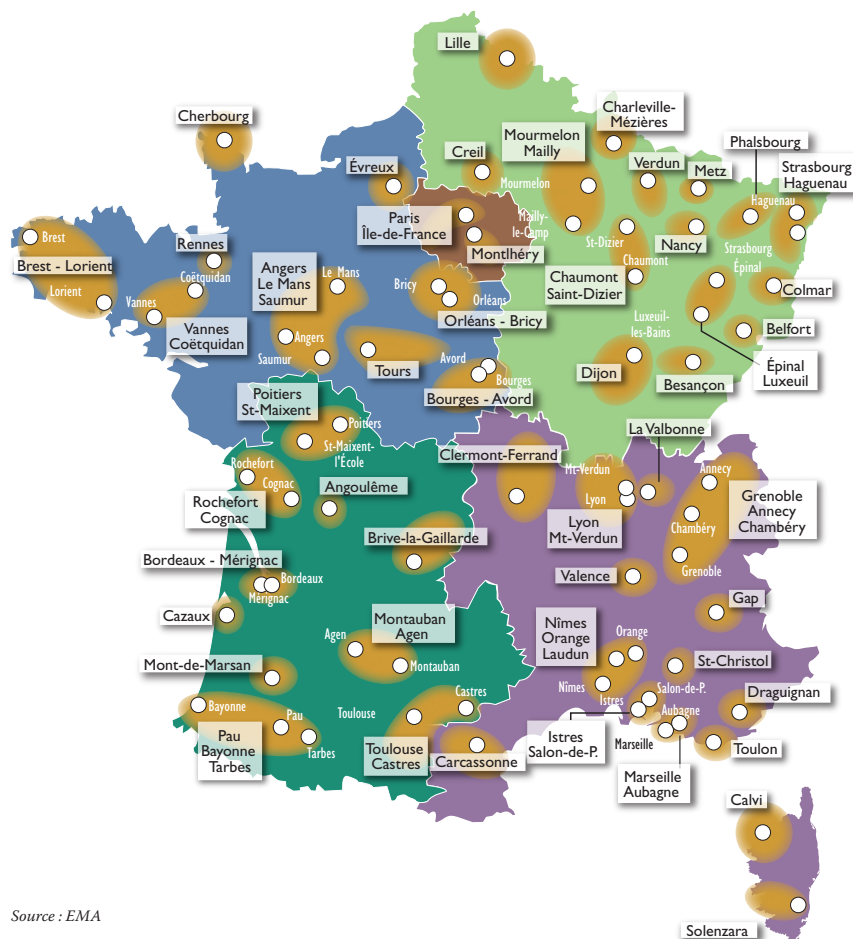 Lille
Cherbourg
Charleville-
Mézières
Mourmelon
Mailly
Phalsbourg
Creil
Évreux
Verdun
Metz
Strasbourg
Haguenau
Mourmelon
Haguenau
Paris
Île-de-France
Mailly-
le-Camp
Brest
Rennes
St-Dizier
Nancy
Strasbourg
Montlhéry
Brest - Lorient
Coëtquidan
Angers
Le Mans
Saumur
Le Mans
Chaumont
Épinal
Bricy
Chaumont
Saint-Dizier
Colmar
Lorient
Vannes
Orléans
Orléans - Bricy
Luxeuil-
les-Bains
Vannes
Coëtquidan
Angers
Belfort
Saumur
Tours
Avord
Bourges
Dijon
Besançon
Épinal
Luxeuil
Bourges - Avord
Poitiers
St-Maixent
Poitiers
St-Maixent-
l'École
La Valbonne
Clermont-Ferrand
Mt-Verdun
Annecy
Rochefort
Cognac
Angoulême
Lyon
Grenoble
Annecy
Chambéry
Rochefort
Cognac
Lyon
Mt-Verdun
Chambéry
Brive-la-Gaillarde
Bordeaux - Mérignac
Bordeaux
Mérignac
Grenoble
Valence
Cazaux
Gap
Montauban
Agen
Nîmes
Orange
Laudun
Agen
Orange
Mont-de-Marsan
Montauban
St-Christol
Nîmes
Salon-de-P.
Bayonne
Castres
Istres
Draguignan
Pau
Toulouse
Aubagne
Tarbes
Pau
Bayonne
Tarbes
Toulouse
Castres
Carcassonne
Istres
Salon-de-P.
Marseille
Toulon
Marseille
Aubagne
Calvi
Solenzara
Source : EMA